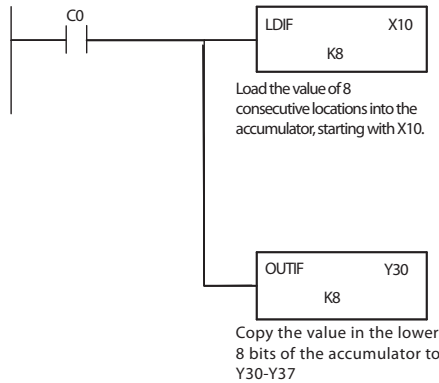 C0
LDIF X10
K8
Load the value of 8
consecutive locations into the
accumulator, starting with X10.
OUTIF Y30
K8
Copy the value in the lower
8 bits of the accumulator to
Y30-Y37